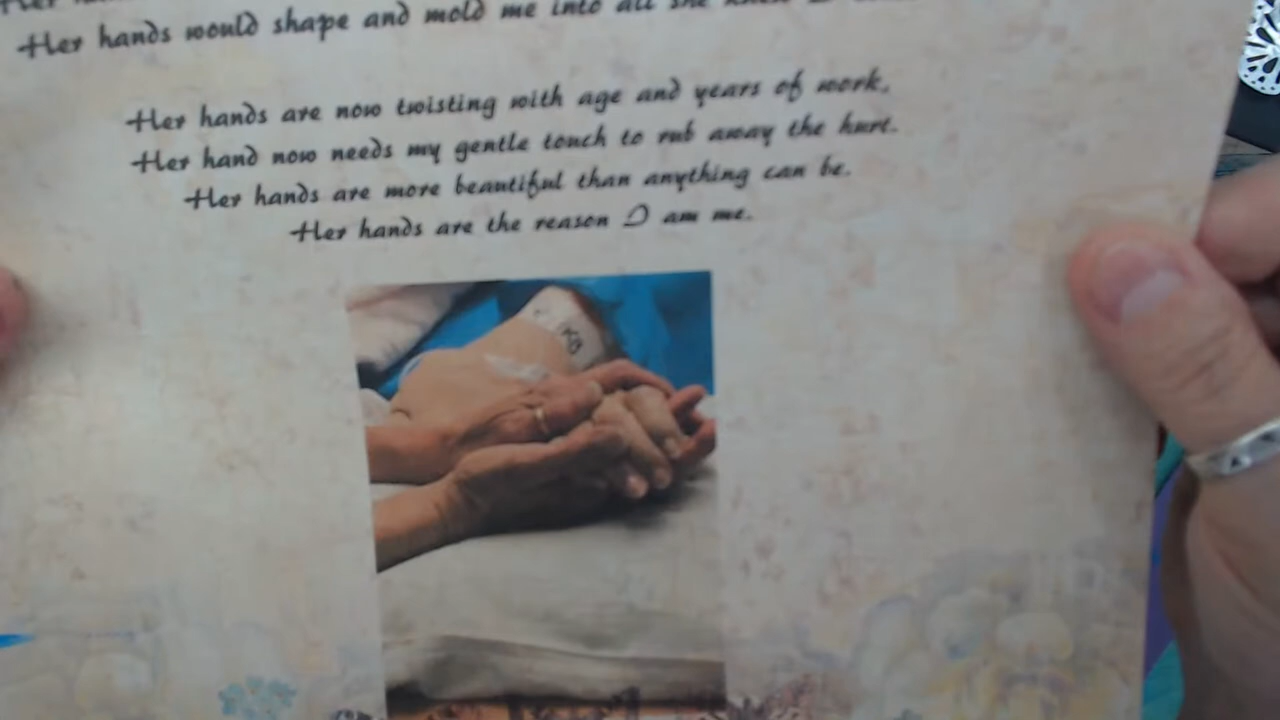 Her hands would shape and mold me into all she knew I
Her hands are now twisting with age and years of work,
Her hand now needs my gentle touch to rub away the hurt.
Her hands are more beautiful than anything can be.
Her hands are the reason I am me.
KB